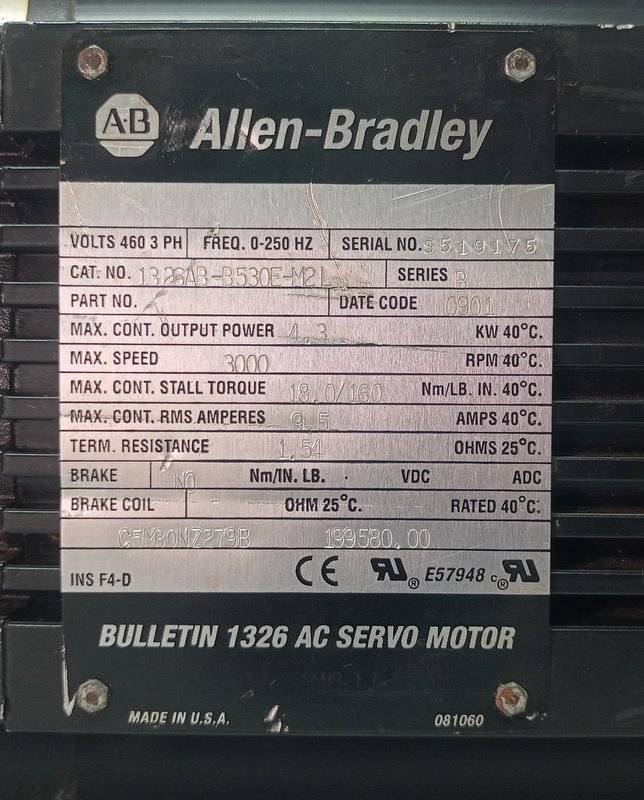 A·B Allen-Bradley
VOLTS 460 3 PH FREQ. 0-250 HZ SERIAL NO. S519175
CAT. NO. 1326AB-B530E-M2L SERIES B
PART NO. DATE CODE 0901
MAX. CONT. OUTPUT POWER 4.3 KW 40°C.
MAX. SPEED 3000 RPM 40°C.
MAX. CONT. STALL TORQUE 18.0/160 Nm/LB. IN. 40°C.
MAX. CONT. RMS AMPERES 9.5 AMPS 40°C.
TERM. RESISTANCE 1.54 OHMS 25°C.
BRAKE NO Nm/IN. LB. VDC ADC
BRAKE COIL OHM 25°C. RATED 40°C.
199580.00
INS F4-D CE RU® E57948 c®RU
BULLETIN 1326 AC SERVO MOTOR
MADE IN U.S.A. 081060